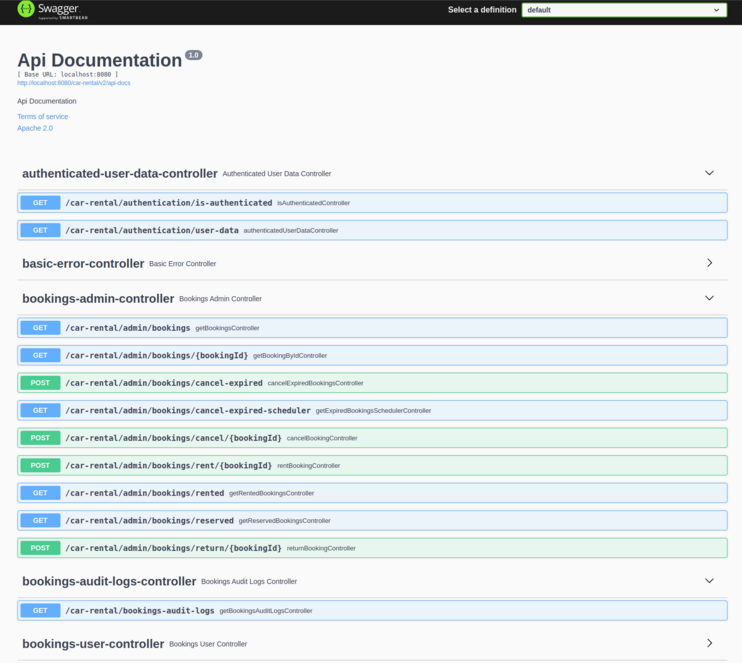 Swagger.
Supported by SMARTBEAR
Select a definition
default
Api Documentation 1.0
[ Base URL: localhost:8080 ]
http://localhost:8080/car-rental/v2/api-docs
Api Documentation
Terms of service
Apache 2.0
authenticated-user-data-controller Authenticated User Data Controller
GET /car-rental/authentication/is-authenticated isAuthenticatedController
GET /car-rental/authentication/user-data authenticatedUserDataController
basic-error-controller Basic Error Controller
bookings-admin-controller Bookings Admin Controller
GET /car-rental/admin/bookings getBookingsController
GET /car-rental/admin/bookings/{bookingId} getBookingByIdController
POST /car-rental/admin/bookings/cancel-expired cancelExpiredBookingsController
GET /car-rental/admin/bookings/cancel-expired-scheduler getExpiredBookingsSchedulerController
POST /car-rental/admin/bookings/cancel/{bookingId} cancelBookingController
POST /car-rental/admin/bookings/rent/{bookingId} rentBookingController
GET /car-rental/admin/bookings/rented getRentedBookingsController
GET /car-rental/admin/bookings/reserved getReservedBookingsController
POST /car-rental/admin/bookings/return/{bookingId} returnBookingController
bookings-audit-logs-controller Bookings Audit Logs Controller
GET /car-rental/bookings-audit-logs getBookingsAuditLogsController
bookings-user-controller Bookings User Controller